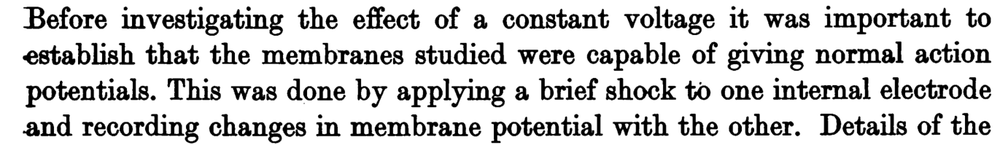 Before investigating the effect of a constant voltage it was important to
establish that the membranes studied were capable of giving normal action
potentials. This was done by applying a brief shock to one internal electrode
and recording changes in membrane potential with the other. Details of the